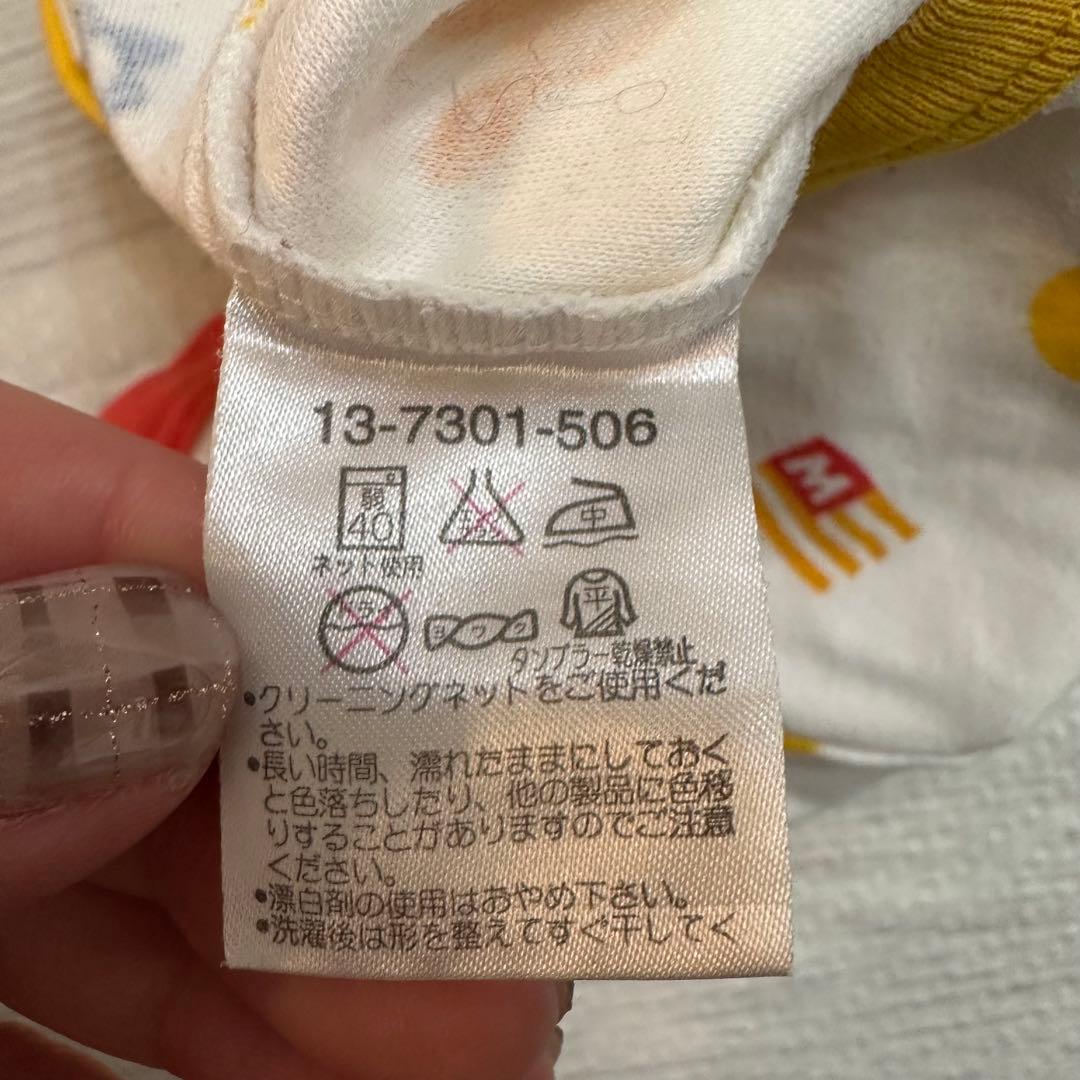 13-7301-506
弱
40
中
ネット使用
ヨワク
平
タンブラー乾燥禁止
•クリーニングネットをご使用くだ
さい。
•長い時間、濡れたままにしておく
と色落ちしたり、他の製品に色移
りすることがありますのでご注意
ください。
•漂白剤の使用はおやめ下さい。
•洗濯後は形を整えてすぐ干してく
M